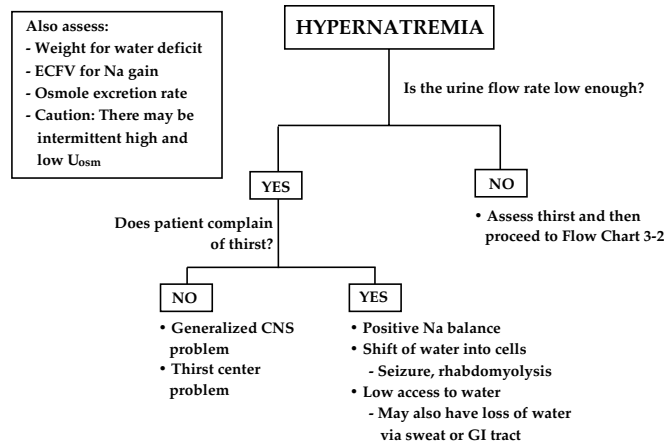 Also assess:
- Weight for water deficit
- ECFV for Na gain
- Osmole excretion rate
- Caution: There may be
intermittent high and
low Uosm
HYPERNATREMIA
Is the urine flow rate low enough?
YES
NO
Does patient complain
of thirst?
• Assess thirst and then
proceed to Flow Chart 3-2
NO
YES
• Generalized CNS
problem
• Thirst center
problem
• Positive Na balance
• Shift of water into cells
- Seizure, rhabdomyolysis
• Low access to water
- May also have loss of water
via sweat or GI tract